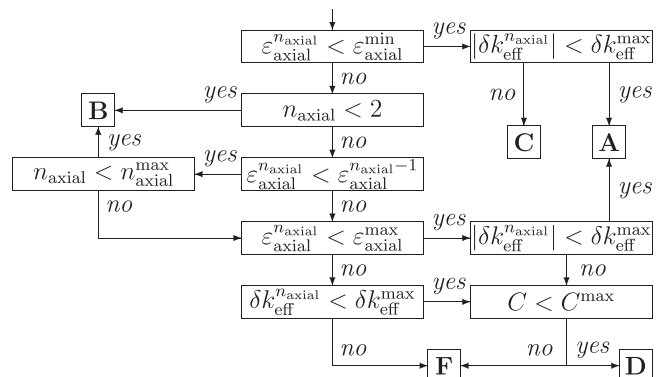 ε_axial^{n_axial} < ε_axial^min yes |δk_eff^{n_axial}| < δk_eff^max
no no yes
B yes n_axial < 2 C A
yes no
n_axial < n_axial^max yes ε_axial^{n_axial} < ε_axial^{n_axial−1} yes
no no
ε_axial^{n_axial} < ε_axial^max yes |δk_eff^{n_axial}| < δk_eff^max
no no
δk_eff^{n_axial} < δk_eff^max yes C < C^max
no F no yes D